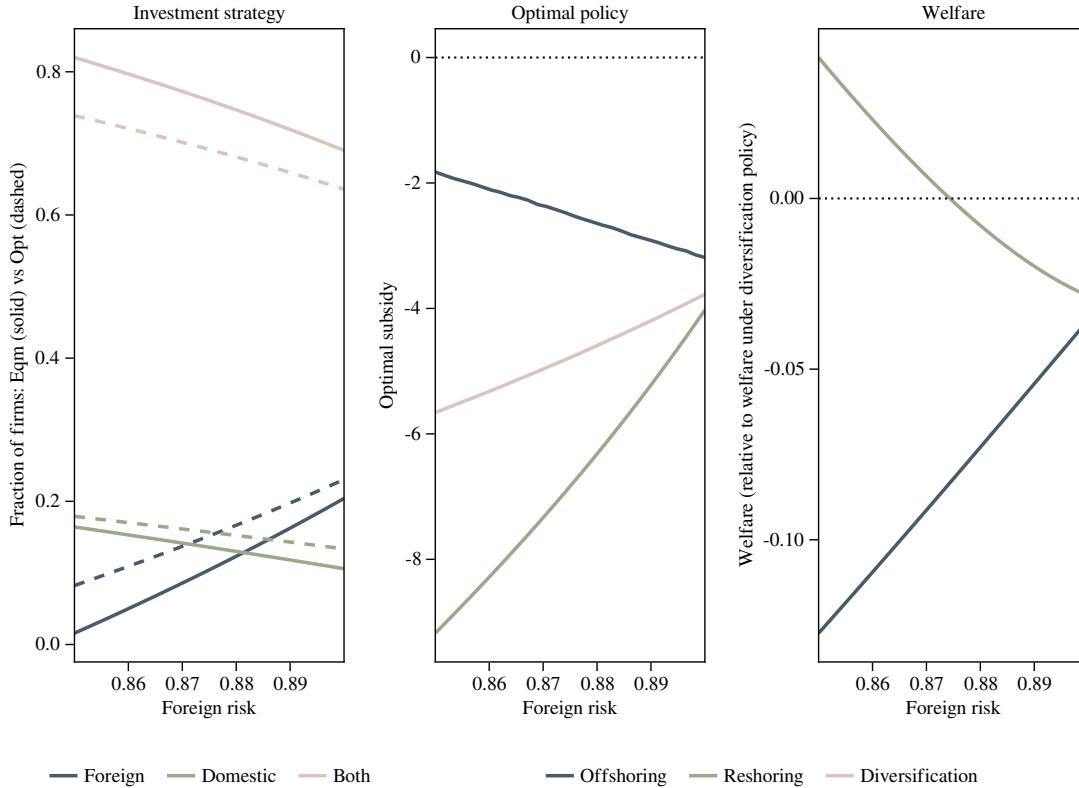 Investment strategy
Fraction of firms: Eqm (solid) vs Opt (dashed)
0.8
0.6
0.4
0.2
0.0
0.86 0.87 0.88 0.89
Foreign risk
Optimal policy
Optimal subsidy
0
-2
-4
-6
-8
0.86 0.87 0.88 0.89
Foreign risk
Welfare
Welfare (relative to welfare under diversification policy)
0.00
-0.05
-0.10
0.86 0.87 0.88 0.89
Foreign risk
Foreign Domestic Both
Offshoring Reshoring Diversification